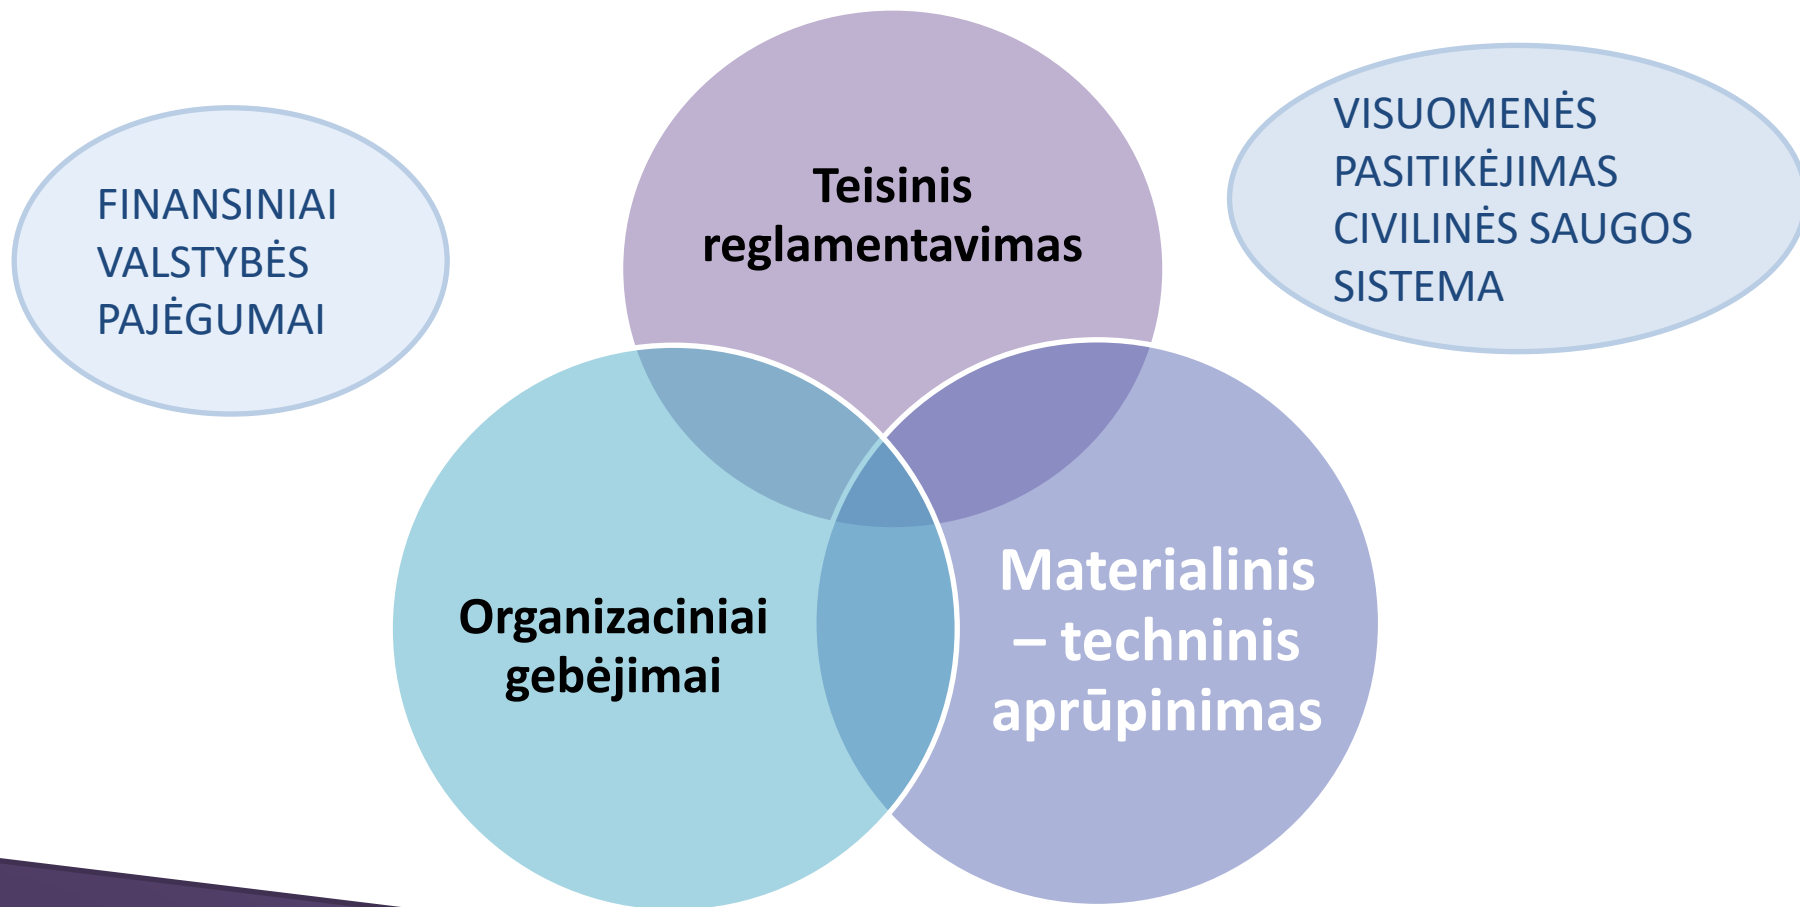 FINANSINIAI
VALSTYBĖS
PAJĖGUMAI
Teisinis
reglamentavimas
VISUOMENĖS
PASITIKĖJIMAS
CIVILINĖS SAUGOS
SISTEMA
Organizaciniai
gebėjimai
Materialinis
– techninis
aprūpinimas